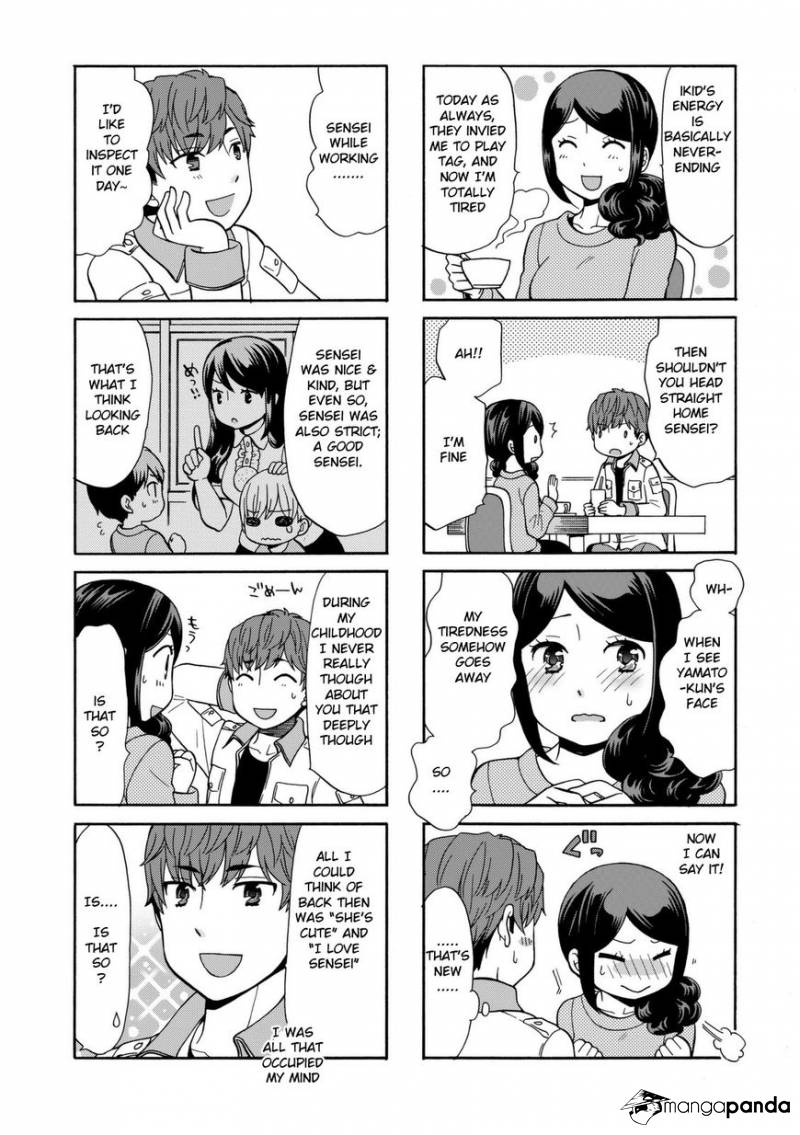 IKID'S
ENERGY
IS
BASICALLY
NEVER-
ENDING
TODAY AS
ALWAYS,
THEY INVIED
ME TO PLAY
TAG, AND
NOW I'M
TOTALLY
TIRED
THEN
SHOULDN'T
YOU HEAD
STRAIGHT
HOME
SENSEI?
AH!!
I'M
FINE
WH-
WHEN I
SEE
YAMATO
-KUN'S
FACE
MY
TIREDNESS
SOMEHOW
GOES
AWAY
SO
....
NOW
I CAN
SAY IT!
ぐっ
.....
THAT'S
NEW ....
SENSEI
WHILE
WORKING
.......
I'D
LIKE
TO
INSPECT
IT ONE
DAY~
SENSEI
WAS NICE &
KIND, BUT
EVEN SO,
SENSEI WAS
ALSO STRICT;
A GOOD
SENSEI.
めっ!!
THAT'S
WHAT I
THINK
LOOKING
BACK
DURING
MY
CHILDHOOD
I NEVER
REALLY
THOUGH
ABOUT
YOU THAT
DEEPLY
THOUGH
ごめーん
もうっ
IS
THAT
SO
?
ALL I
COULD
THINK OF
BACK THEN
WAS "SHE'S
CUTE" AND
"I LOVE
SENSEI"
I WAS
ALL THAT
OCCUPIED
MY MIND
IS....
IS
THAT
SO?
mangapanda